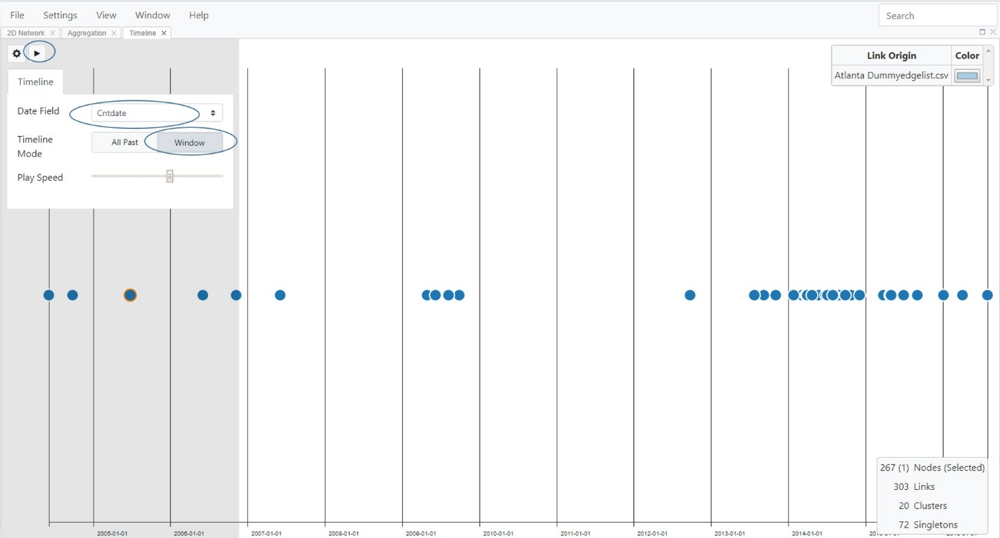 File Settings View Window Help Search
2D Network × Aggregation × Timeline ×
Link Origin Color
Atlanta Dummyedgelist.csv
Timeline
Date Field Cntdate
Timeline Mode All Past Window
Play Speed
267 (1) Nodes (Selected)
303 Links
20 Clusters
72 Singletons
2005-01-01 2006-01-01 2007-01-01 2008-01-01 2009-01-01 2010-01-01 2011-01-01 2012-01-01 2013-01-01 2014-01-01